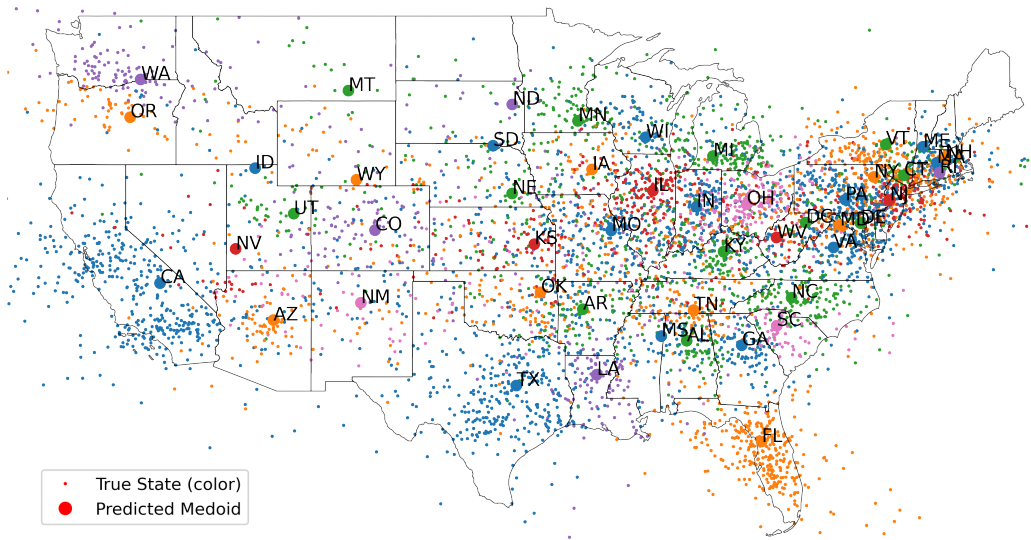 WA
MT
OR
ND
MN
SD
WI
VT
ME
NH
MA
RI
MI
ID
IA
WY
NY
CT
NE
IL
IN
OH
PA
NJ
UT
CO
MO
DC
MD
DE
NV
KS
KY
WV
VA
CA
OK
NM
AR
TN
NC
AZ
SC
MS
AL
GA
TX
LA
FL
True State (color)
Predicted Medoid